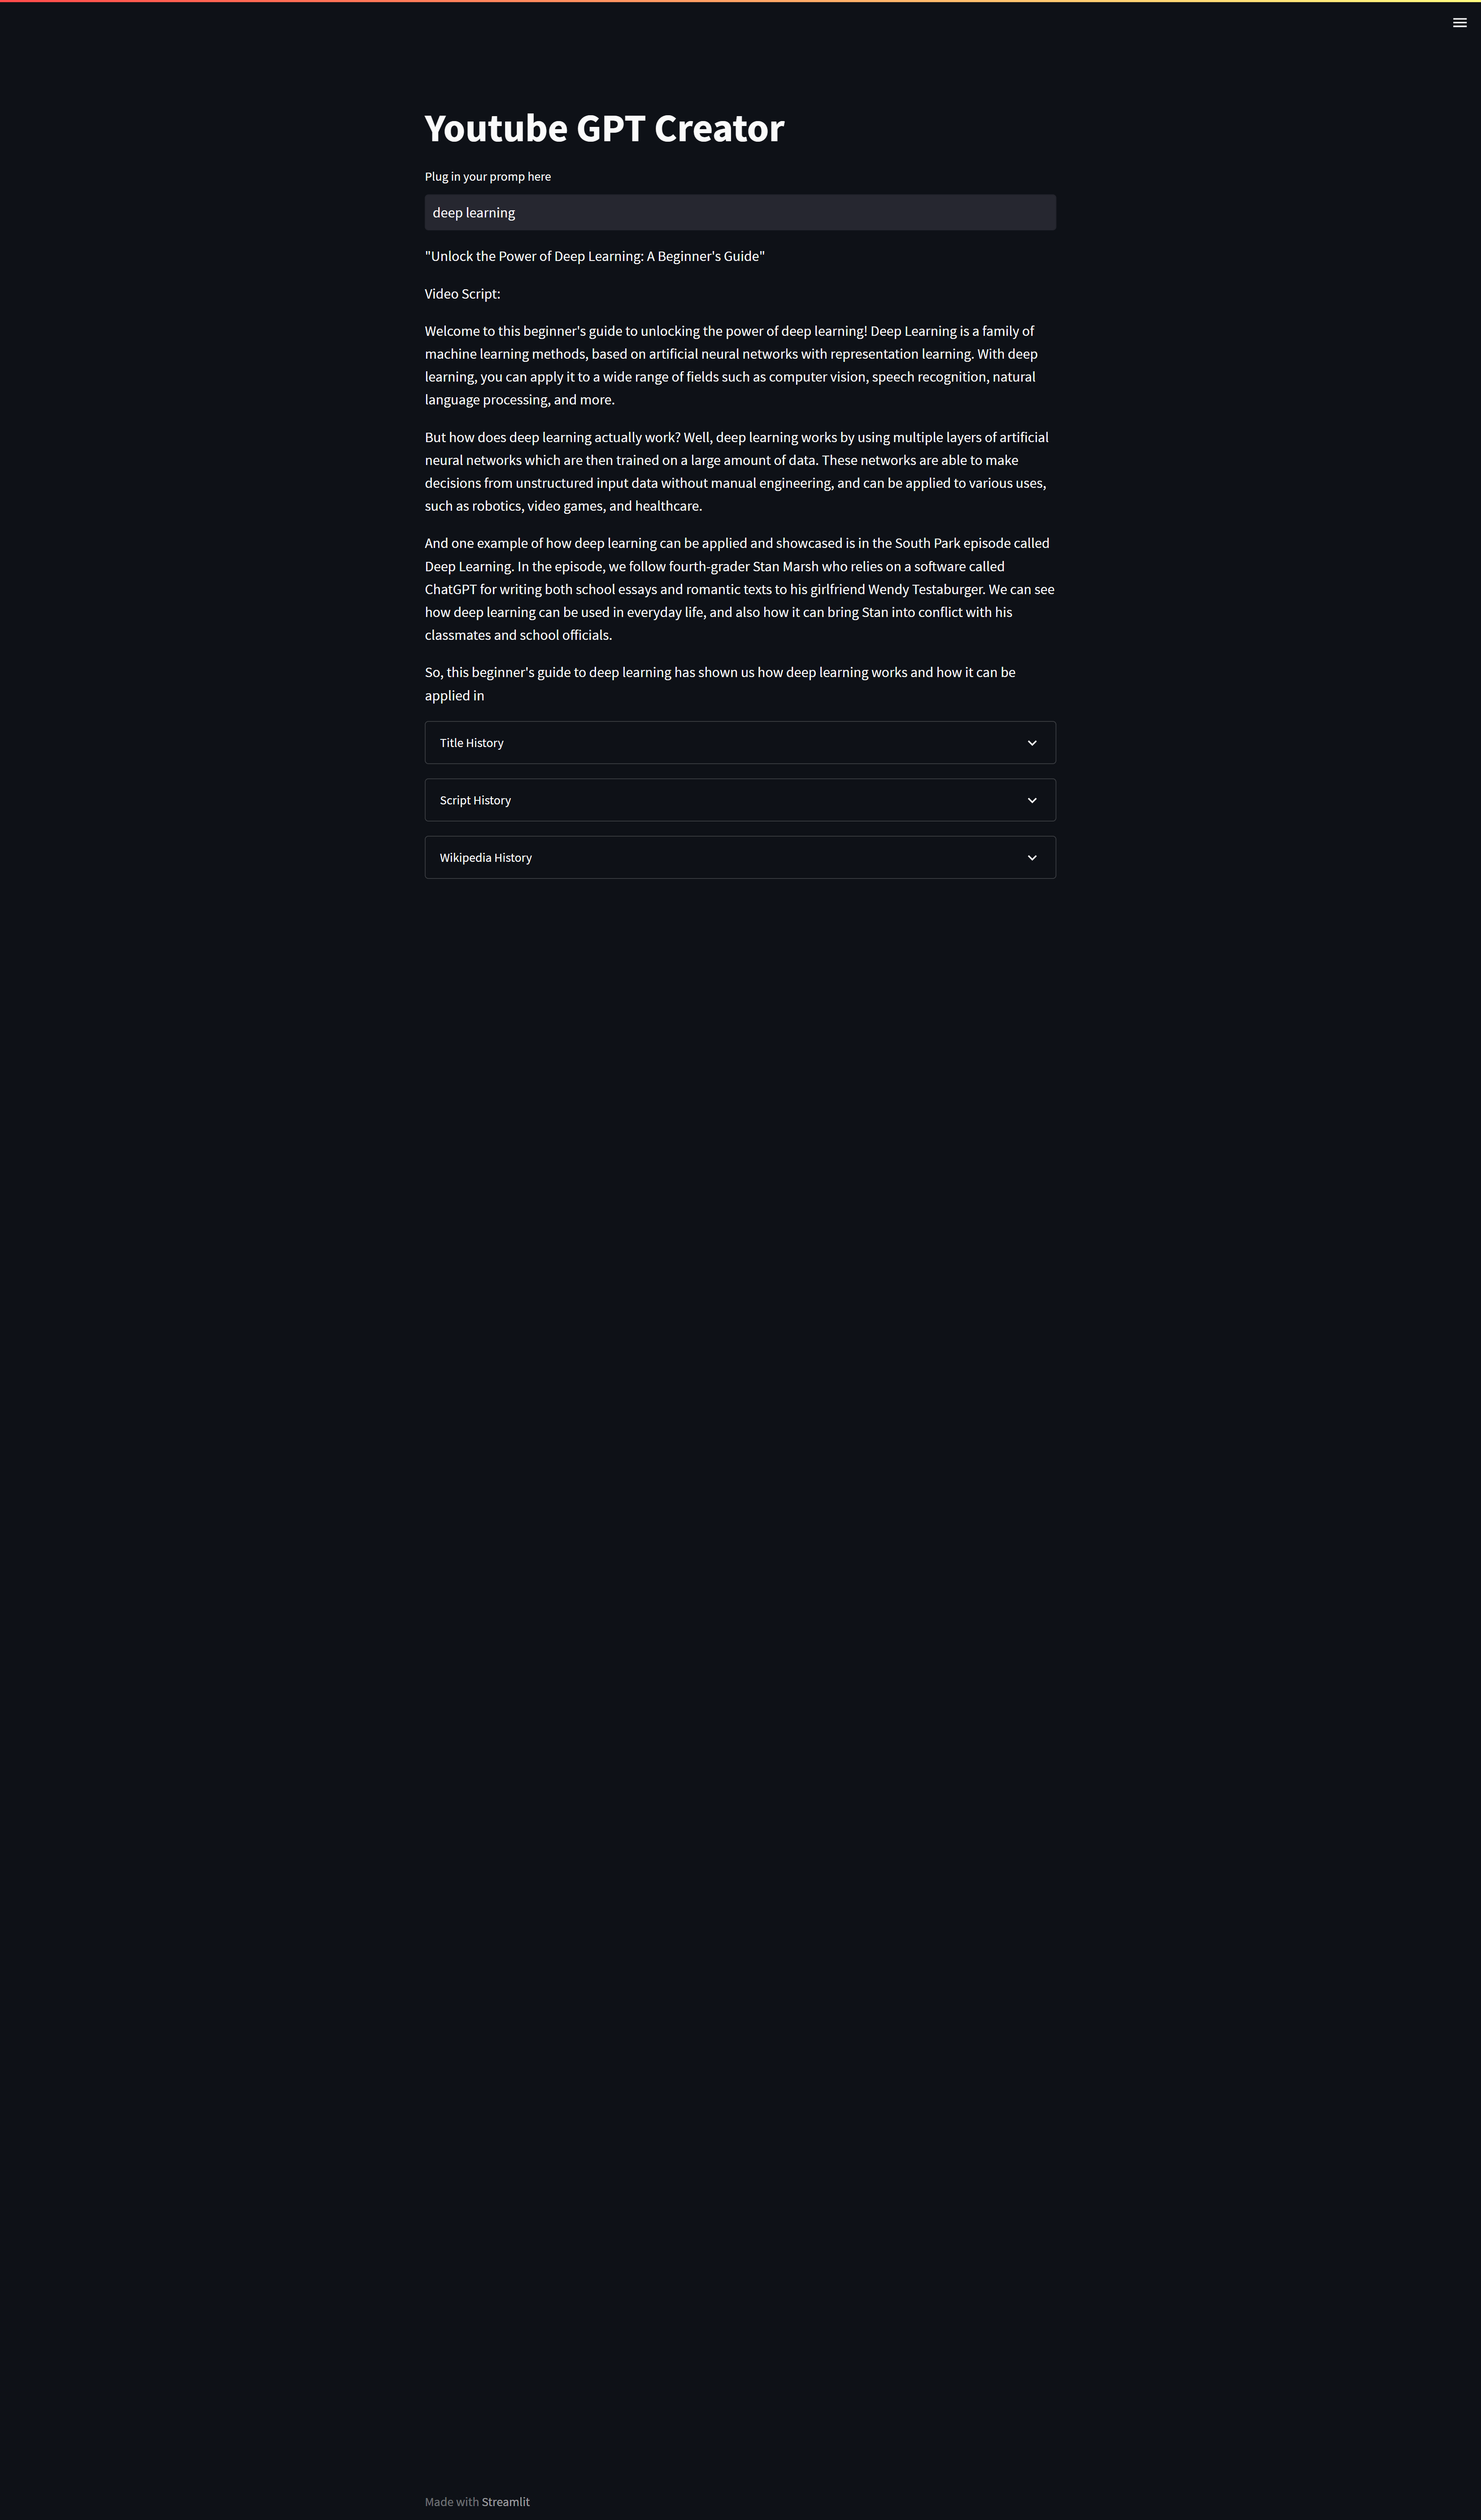 Youtube GPT Creator
Plug in your promp here
deep learning
"Unlock the Power of Deep Learning: A Beginner's Guide"
Video Script:
Welcome to this beginner's guide to unlocking the power of deep learning! Deep Learning is a family of
machine learning methods, based on artificial neural networks with representation learning. With deep
learning, you can apply it to a wide range of fields such as computer vision, speech recognition, natural
language processing, and more.
But how does deep learning actually work? Well, deep learning works by using multiple layers of artificial
neural networks which are then trained on a large amount of data. These networks are able to make
decisions from unstructured input data without manual engineering, and can be applied to various uses,
such as robotics, video games, and healthcare.
And one example of how deep learning can be applied and showcased is in the South Park episode called
Deep Learning. In the episode, we follow fourth-grader Stan Marsh who relies on a software called
ChatGPT for writing both school essays and romantic texts to his girlfriend Wendy Testaburger. We can see
how deep learning can be used in everyday life, and also how it can bring Stan into conflict with his
classmates and school officials.
So, this beginner's guide to deep learning has shown us how deep learning works and how it can be
applied in
Title History
Script History
Wikipedia History
Made with Streamlit